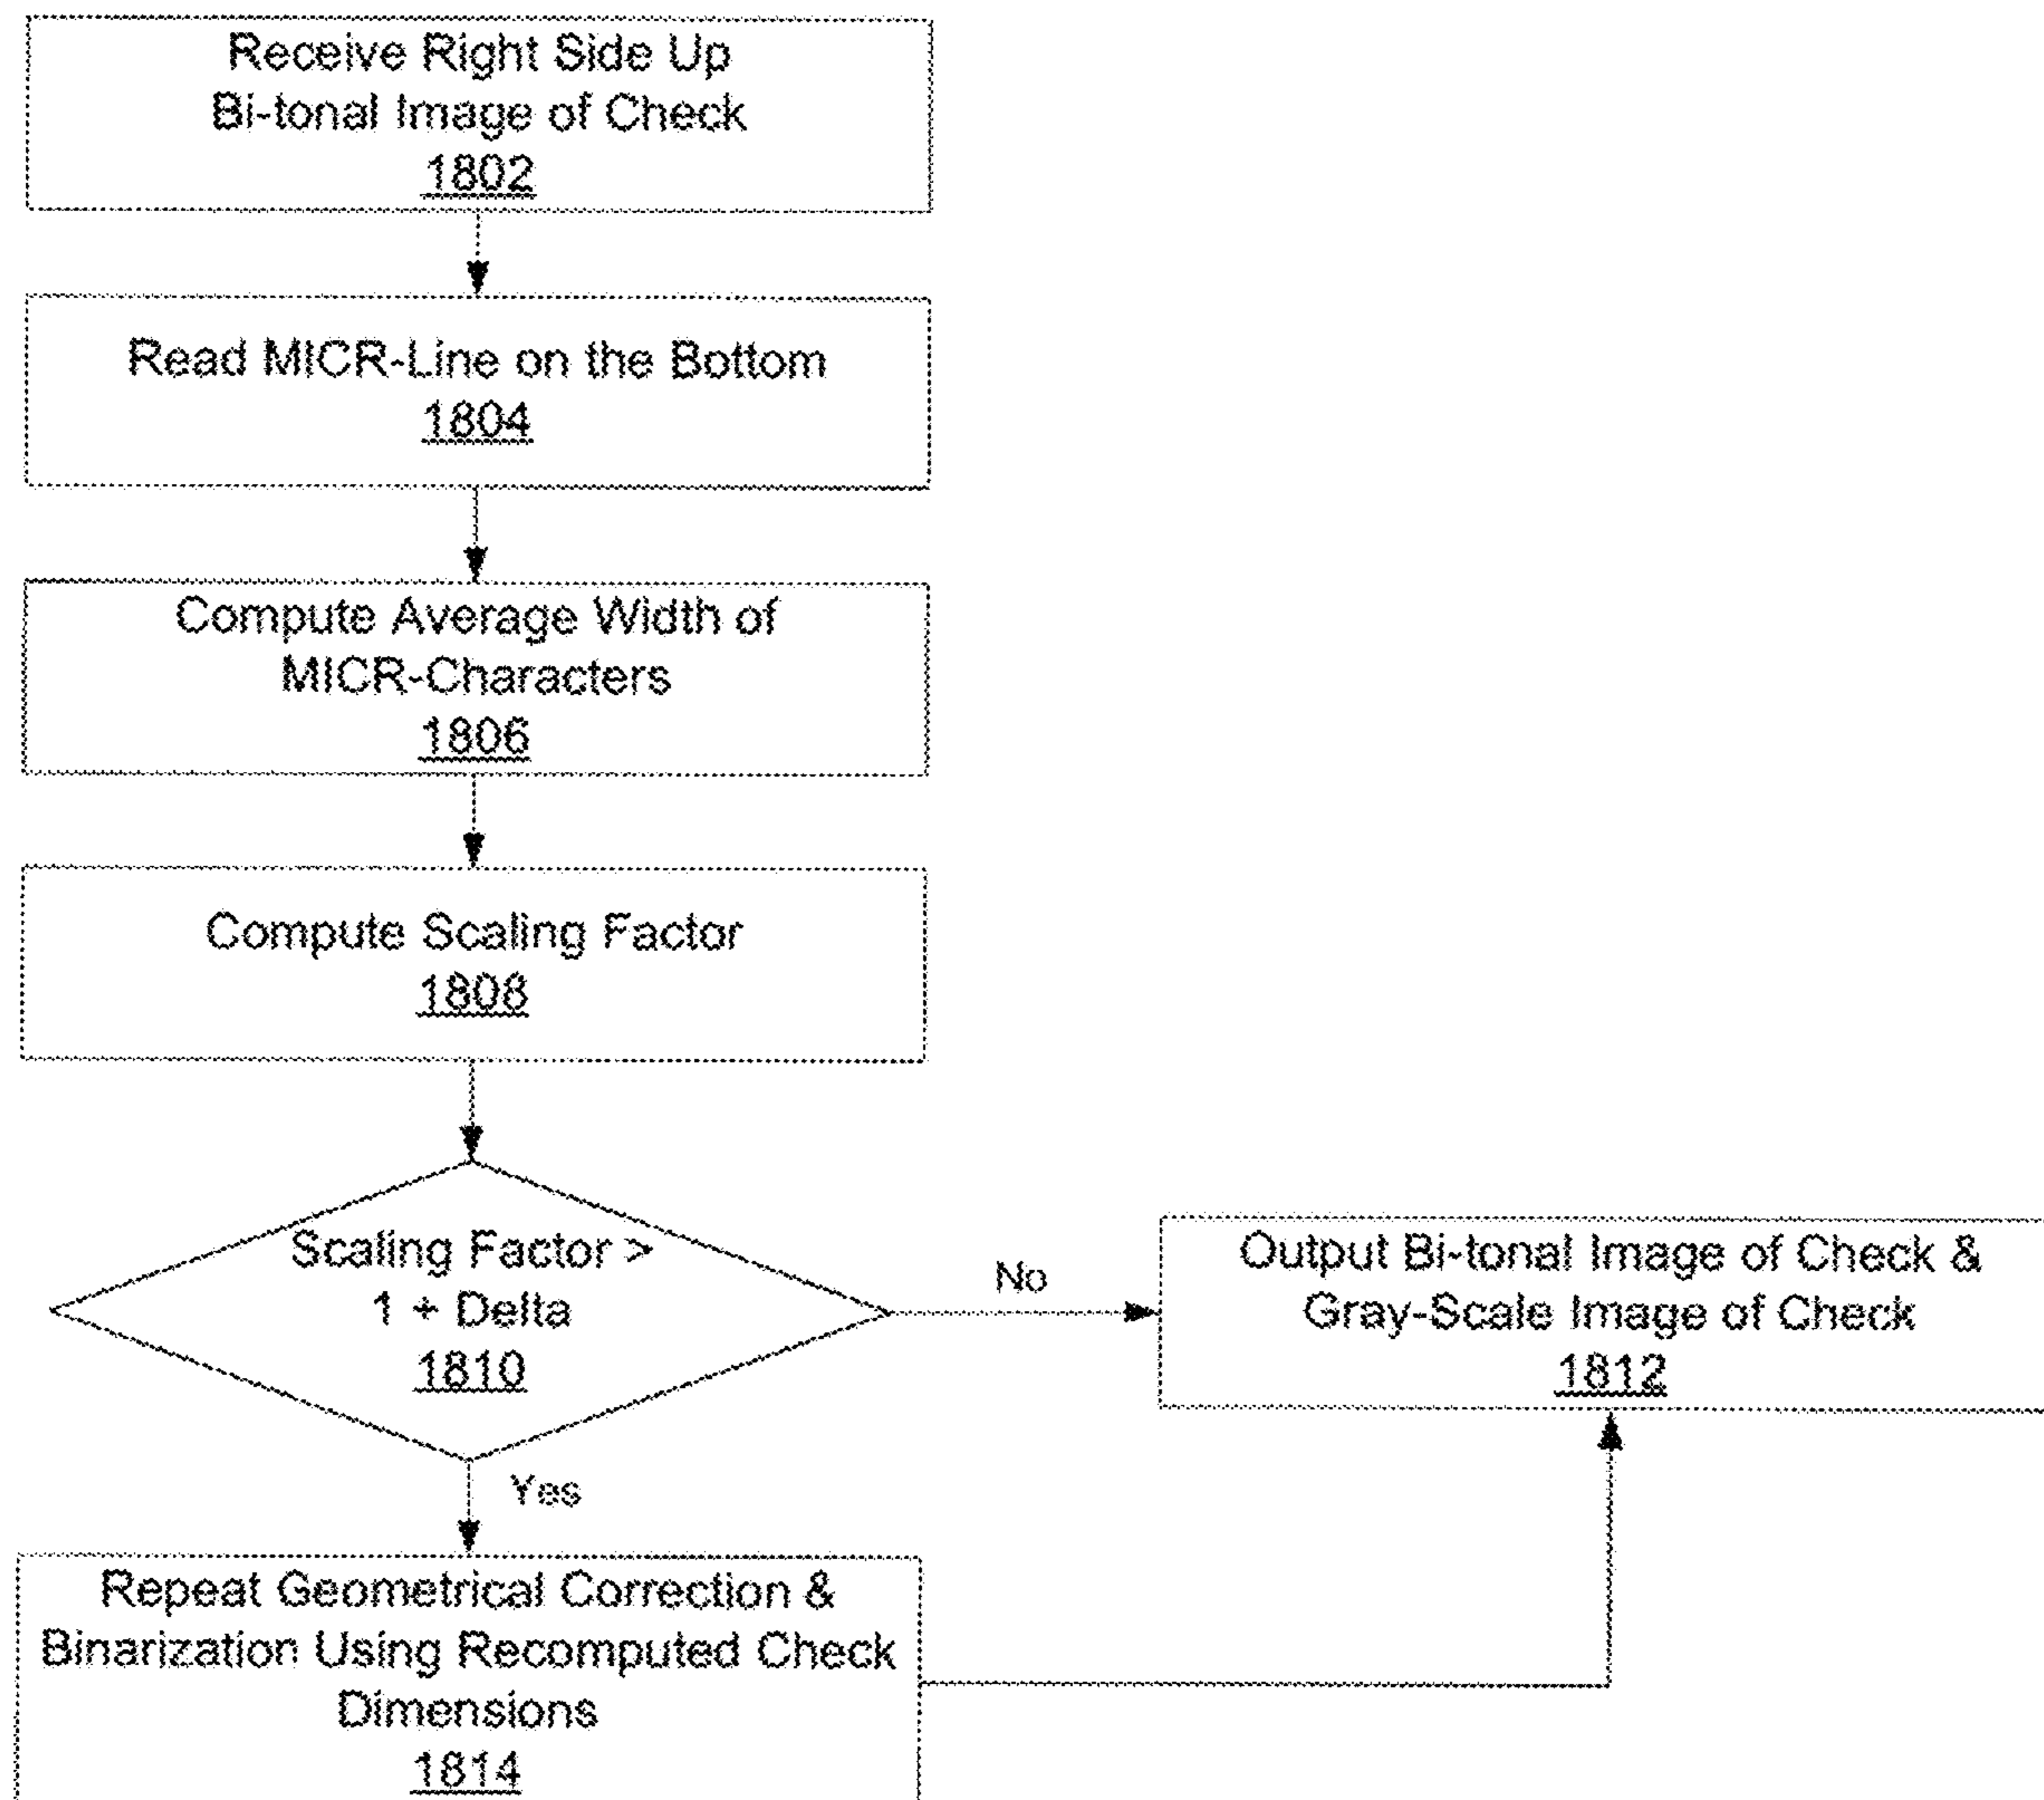 Receive Right Side Up
Bi-tonal Image of Check
1802
Read MICR-Line on the Bottom
1804
Compute Average Width of
MICR-Characters
1806
Compute Scaling Factor
1808
Scaling Factor >
1 + Delta
1810
No
Output Bi-tonal Image of Check &
Gray-Scale Image of Check
1812
Yes
Repeat Geometrical Correction &
Binarization Using Recomputed Check
Dimensions
1814